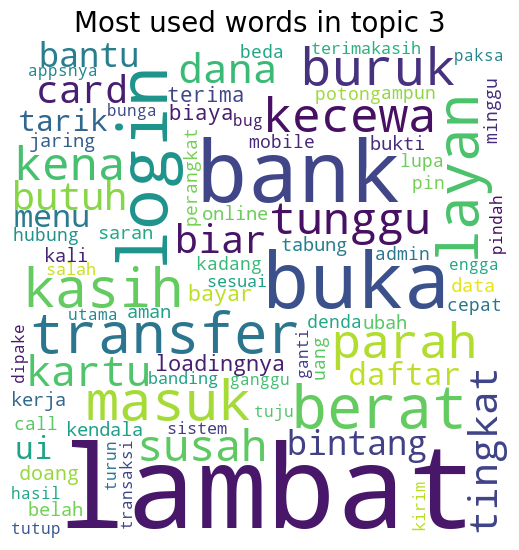 Most used words in topic 3
bantu
beda
terimakasih
appsnya
dana
buruk
paksa
card
bunga
terima
potong
ampun
tarik
biaya
bug
kecewa
minggu
jaring
login
perangkat
mobile
bukti
layan
kena
bank
lupa
butuh
online
pin
menu
tunggu
pindah
hubung
saran
biar
tabung
admin
kali
kadang
engga
salah
sesuai
buka
data
kasih
bayar
cepat
utama
aman
denda
ubah
dipake
transfer
ganti
uang
parah
kartu
loadingnya
daftar
banding
ganggu
kerja
masuk
tuju
berat
tingkat
call
kendala
sistem
ui
susah
bintang
doang
turun
transaksi
hasil
lambat
kirim
belah
tutup